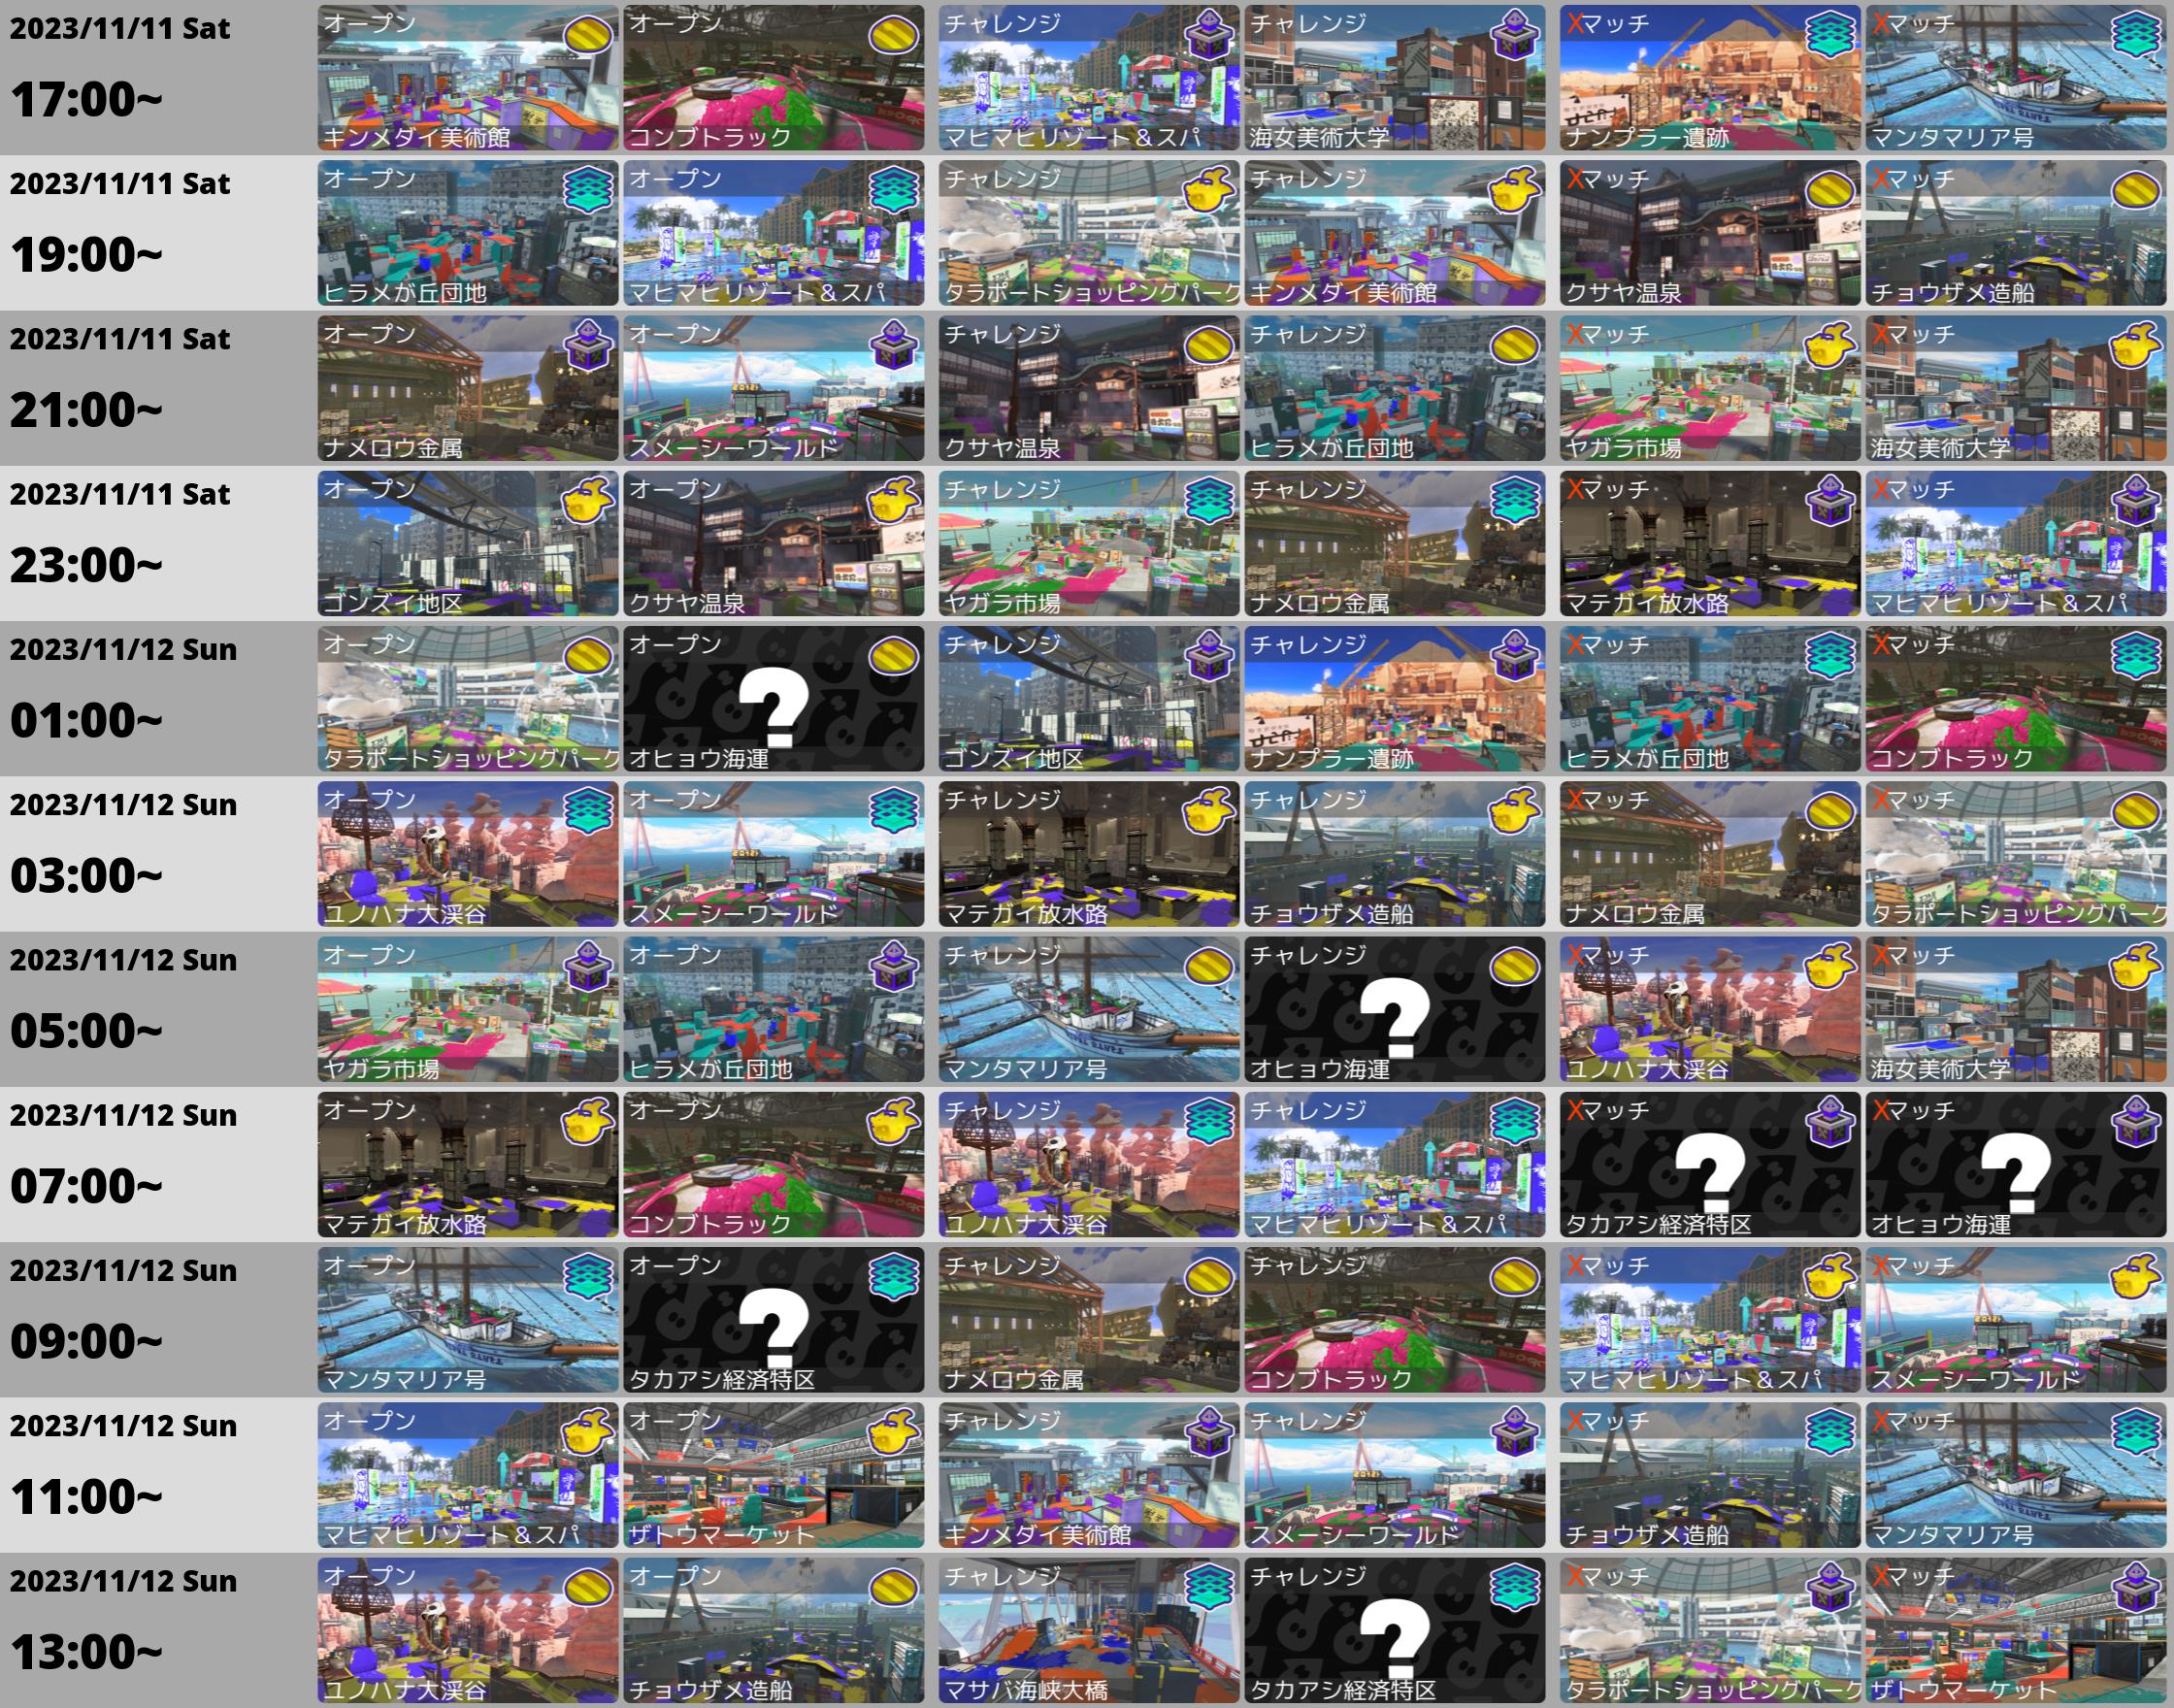 2023/11/11 Sat
17:00~
オープン
キンメダイ美術館
オープン
コンブトラック
チャレンジ
マヒマヒリゾート＆スパ
チャレンジ
海女美術大学
Xマッチ
ナンプラー遺跡
Xマッチ
マンタマリア号
2023/11/11 Sat
19:00~
オープン
ヒラメが丘団地
オープン
マヒマヒリゾート＆スパ
チャレンジ
タラポートショッピングパーク
チャレンジ
キンメダイ美術館
Xマッチ
クサヤ温泉
Xマッチ
チョウザメ造船
2023/11/11 Sat
21:00~
オープン
ナメロウ金属
オープン
スメーシーワールド
チャレンジ
クサヤ温泉
チャレンジ
ヒラメが丘団地
Xマッチ
ヤガラ市場
Xマッチ
海女美術大学
2023/11/11 Sat
23:00~
オープン
ゴンズイ地区
オープン
クサヤ温泉
チャレンジ
ヤガラ市場
チャレンジ
ナメロウ金属
Xマッチ
マテガイ放水路
Xマッチ
マヒマヒリゾート＆スパ
2023/11/12 Sun
01:00~
オープン
タラポートショッピングパーク
オープン
?
オヒョウ海運
チャレンジ
ゴンズイ地区
チャレンジ
ナンプラー遺跡
Xマッチ
ヒラメが丘団地
Xマッチ
コンブトラック
2023/11/12 Sun
03:00~
オープン
ユノハナ大渓谷
オープン
スメーシーワールド
チャレンジ
マテガイ放水路
チャレンジ
チョウザメ造船
Xマッチ
ナメロウ金属
Xマッチ
タラポートショッピングパーク
2023/11/12 Sun
05:00~
オープン
ヤガラ市場
オープン
ヒラメが丘団地
チャレンジ
マンタマリア号
チャレンジ
?
オヒョウ海運
Xマッチ
ユノハナ大渓谷
Xマッチ
海女美術大学
2023/11/12 Sun
07:00~
オープン
マテガイ放水路
オープン
コンブトラック
チャレンジ
ユノハナ大渓谷
チャレンジ
マヒマヒリゾート＆スパ
Xマッチ
?
タカアシ経済特区
Xマッチ
?
オヒョウ海運
2023/11/12 Sun
09:00~
オープン
マンタマリア号
オープン
?
タカアシ経済特区
チャレンジ
ナメロウ金属
チャレンジ
コンブトラック
Xマッチ
マヒマヒリゾート＆スパ
Xマッチ
スメーシーワールド
2023/11/12 Sun
11:00~
オープン
マヒマヒリゾート＆スパ
オープン
ザトウマーケット
チャレンジ
キンメダイ美術館
チャレンジ
スメーシーワールド
Xマッチ
チョウザメ造船
Xマッチ
マンタマリア号
2023/11/12 Sun
13:00~
オープン
ユノハナ大渓谷
オープン
チョウザメ造船
チャレンジ
マサバ海峡大橋
チャレンジ
?
タカアシ経済特区
Xマッチ
タラポートショッピングパーク
Xマッチ
ザトウマーケット